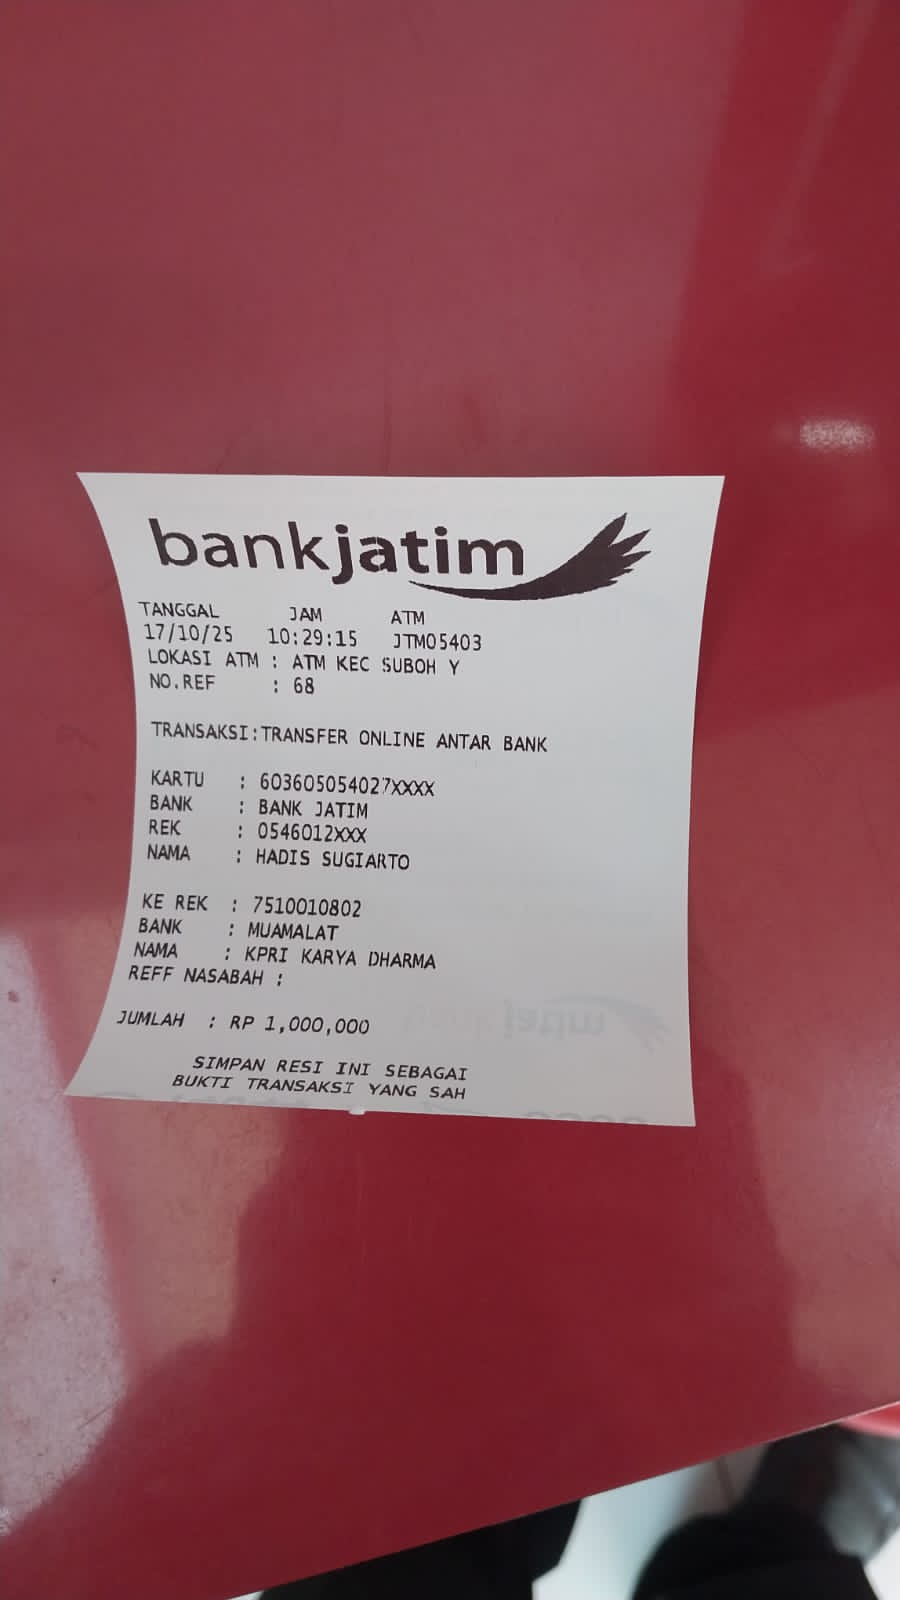 bankjatim
TANGGAL JAM ATM
17/10/25 10:29:15 JTM05403
LOKASI ATM : ATM KEC SUBOH Y
NO.REF : 68
TRANSAKSI:TRANSFER ONLINE ANTAR BANK
KARTU : 603605054027XXXX
BANK : BANK JATIM
REK : 0546012XXX
NAMA : HADIS SUGIARTO
KE REK : 7510010802
BANK : MUAMALAT
NAMA : KPRI KARYA DHARMA
REFF NASABAH :
JUMLAH : RP 1,000,000
SIMPAN RESI INI SEBAGAI
BUKTI TRANSAKSI YANG SAH